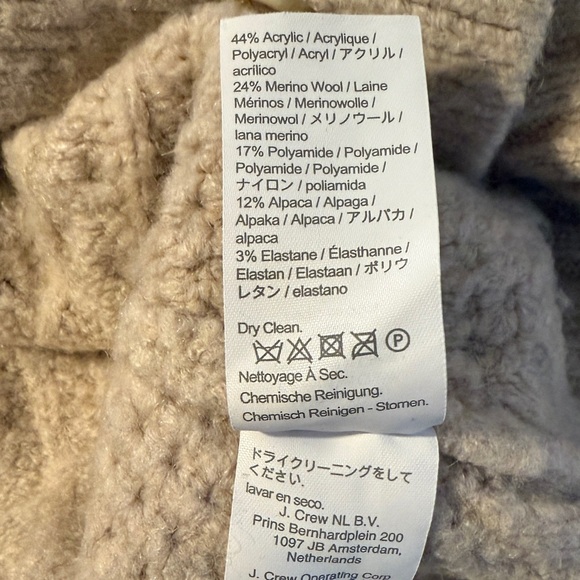 44% Acrylic / Acrylique /
Polyacryl / Acryl / アクリル /
acrílico
24% Merino Wool / Laine
Mérinos / Merinowolle /
Merinowol / メリノウール /
lana merino
17% Polyamide / Polyamide /
Polyamide / Polyamide /
ナイロン / poliamida
12% Alpaca / Alpaga /
Alpaka / Alpaca / アルパカ /
alpaca
3% Elastane / Élasthanne /
Elastan / Elastaan / ポリウ
レタン / elastano
Dry Clean.
P
Nettoyage À Sec.
Chemische Reinigung.
Chemisch Reinigen - Stomen.
ドライクリーニングをして
ください.
lavar en seco.
J. Crew NL B.V.
Prins Bernhardplein 200
1097 JB Amsterdam,
Netherlands
J. Crew Operating Corp